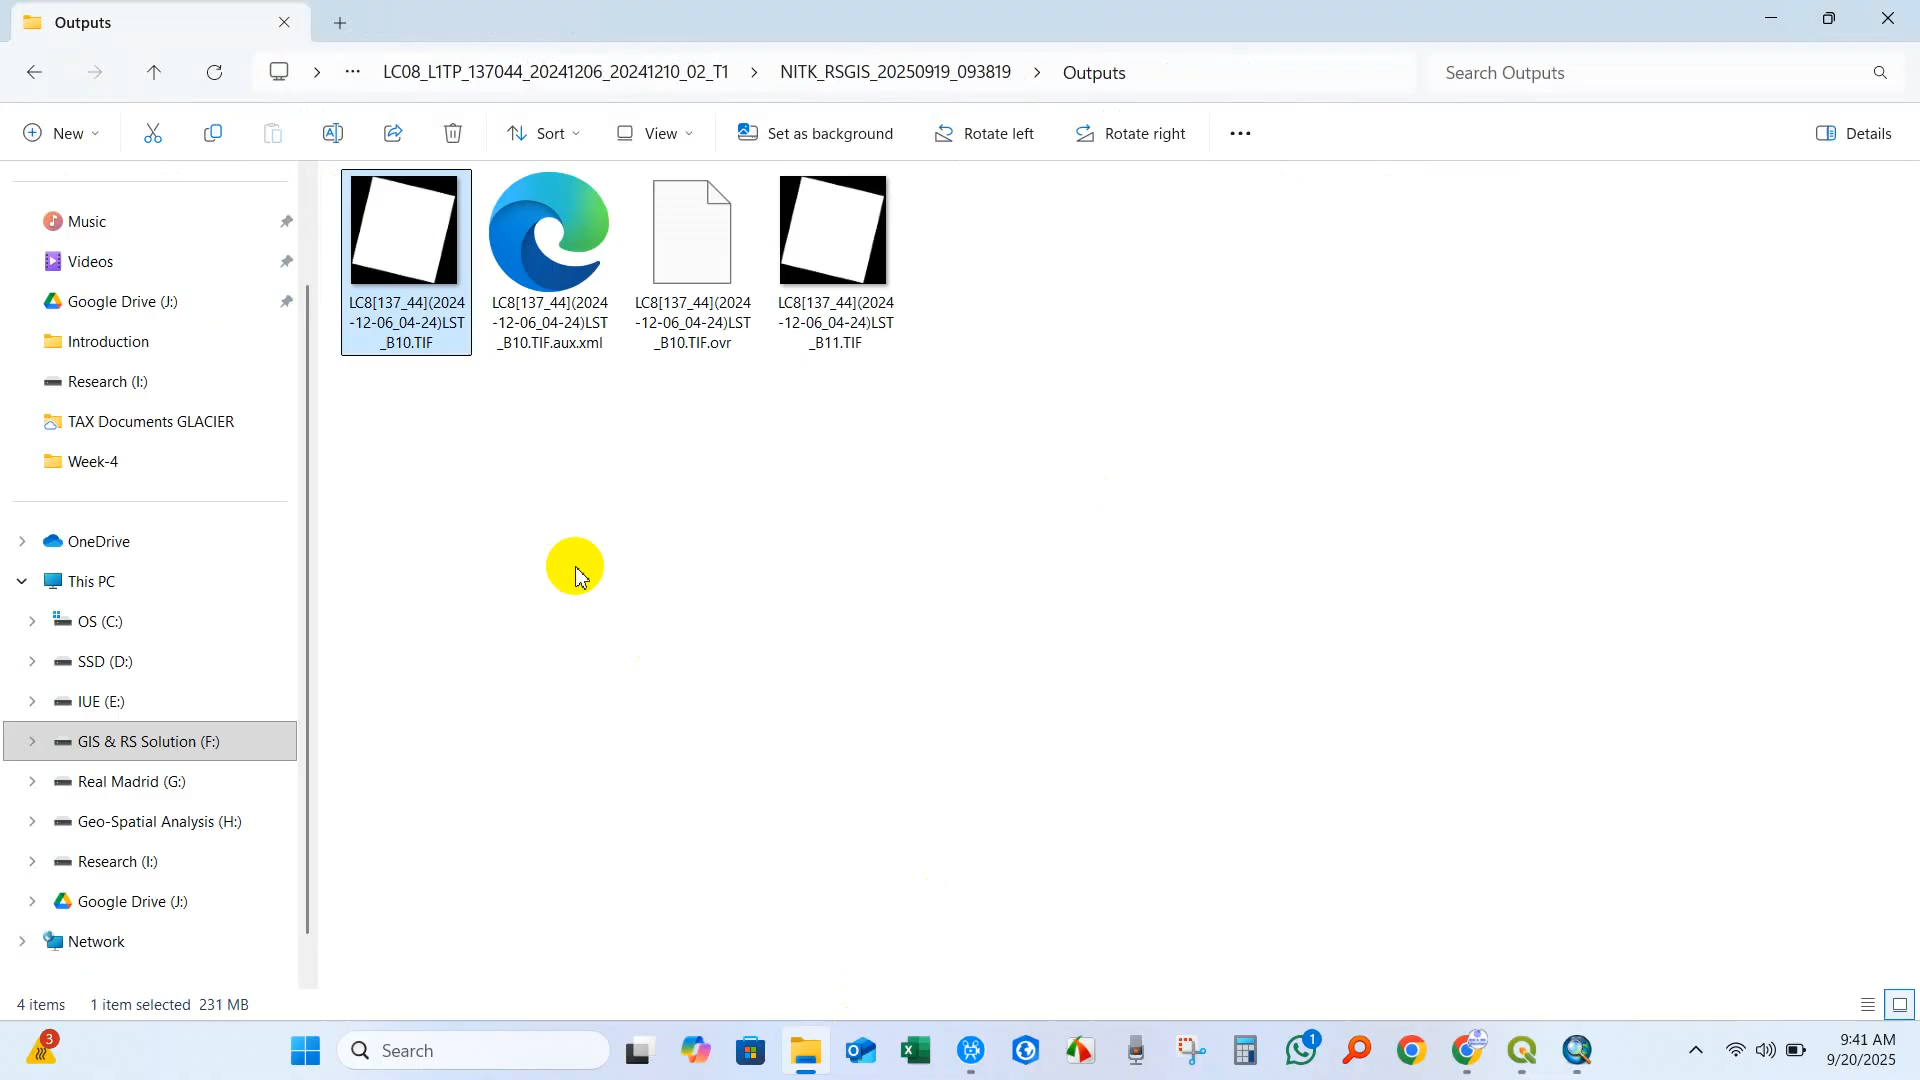 Outputs
LC08_L1TP_137044_20241206_20241210_02_T1
NITK_RSGIS_20250919_093819
Outputs
Search Outputs
New
Sort
View
Set as background
Rotate left
Rotate right
Details
Music
Videos
Google Drive (J:)
Introduction
Research (I:)
TAX Documents GLACIER
Week-4
OneDrive
This PC
OS (C:)
SSD (D:)
IUE (E:)
GIS & RS Solution (F:)
Real Madrid (G:)
Geo-Spatial Analysis (H:)
Research (I:)
Google Drive (J:)
Network
LC8[137_44](2024
-12-06_04-24)LST
_B10.TIF
LC8[137_44](2024
-12-06_04-24)LST
_B10.TIF.aux.xml
LC8[137_44](2024
-12-06_04-24)LST
_B10.TIF.ovr
LC8[137_44](2024
-12-06_04-24)LST
_B11.TIF
4 items
1 item selected 231 MB
3
Search
1
9:41 AM
9/20/2025